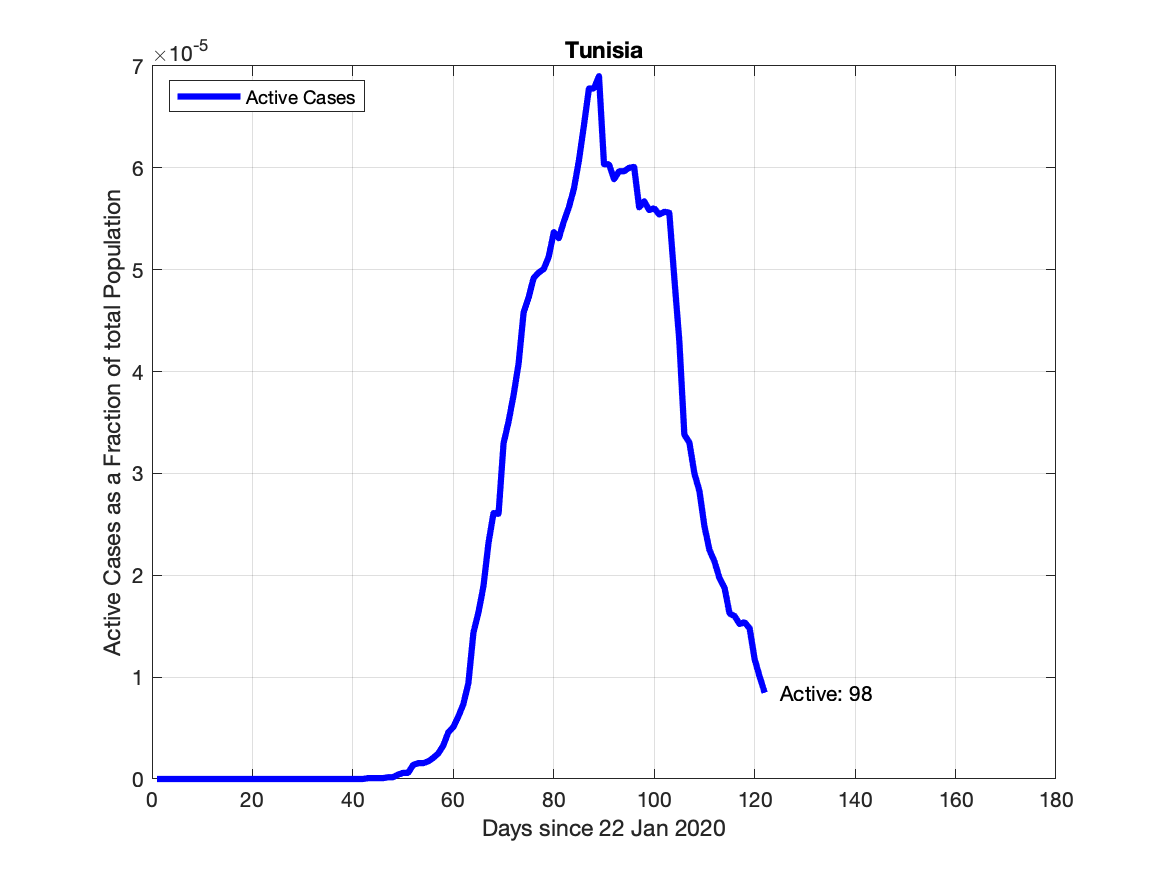 Tunisia
×10-5
Active Cases
7
6
5
4
3
2
1
0
Active Cases as a Fraction of total Population
Active: 98
0 20 40 60 80 100 120 140 160 180
Days since 22 Jan 2020